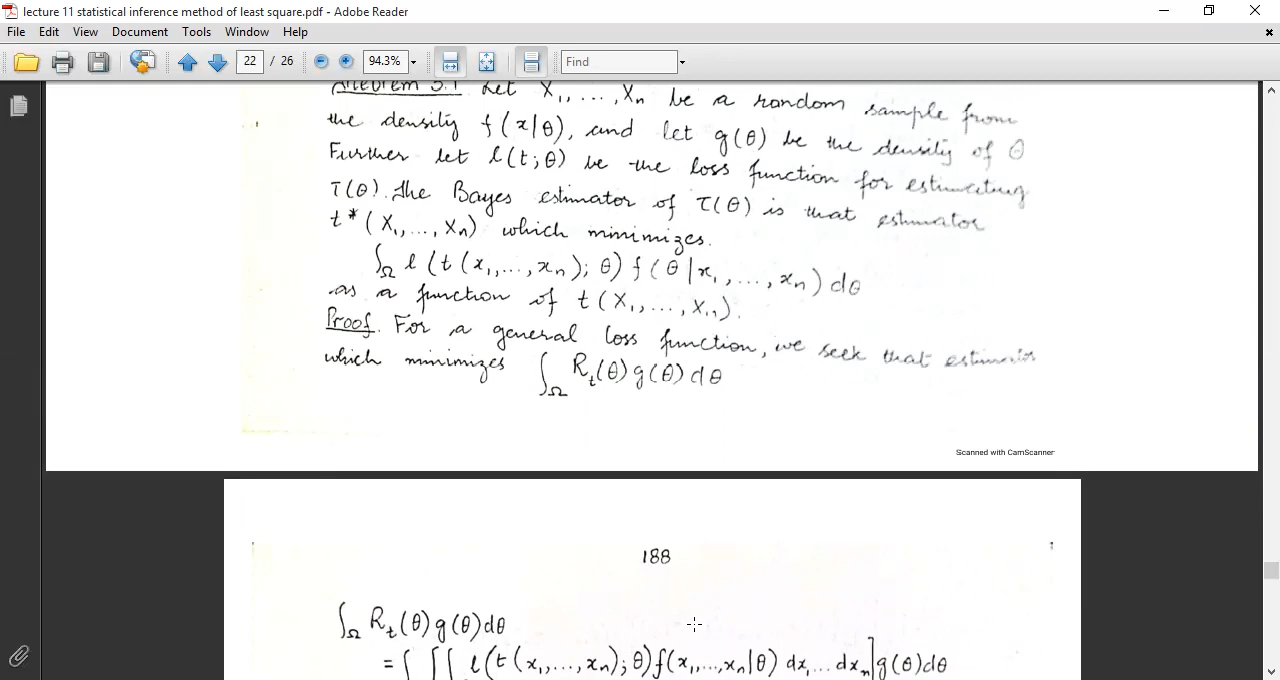 lecture 11 statistical inference method of least square.pdf - Adobe Reader
File Edit View Document Tools Window Help
22 / 26 94.3% Find
Theorem 5.1 Let X₁, ..., Xn be a random sample from
the density f(x|θ), and let g(θ) be the density of θ
Further let l(t;θ) be the loss function for estimating
τ(θ). The Bayes estimator of τ(θ) is that estimator
t*(X₁, ..., Xn) which minimizes.
∫Ω l(t(x₁, ..., xn); θ) f(θ|x₁, ..., xn) dθ
as a function of t(X₁, ..., Xn).
Proof. For a general loss function, we seek that estimator
which minimizes ∫Ω Rt(θ) g(θ) dθ
Scanned with CamScanner
188
∫Ω Rt(θ) g(θ) dθ
= ∫ [∫∫ l(t(x₁, ..., xn); θ) f(x₁, ..., xn|θ) dx₁ ... dxn] g(θ) dθ